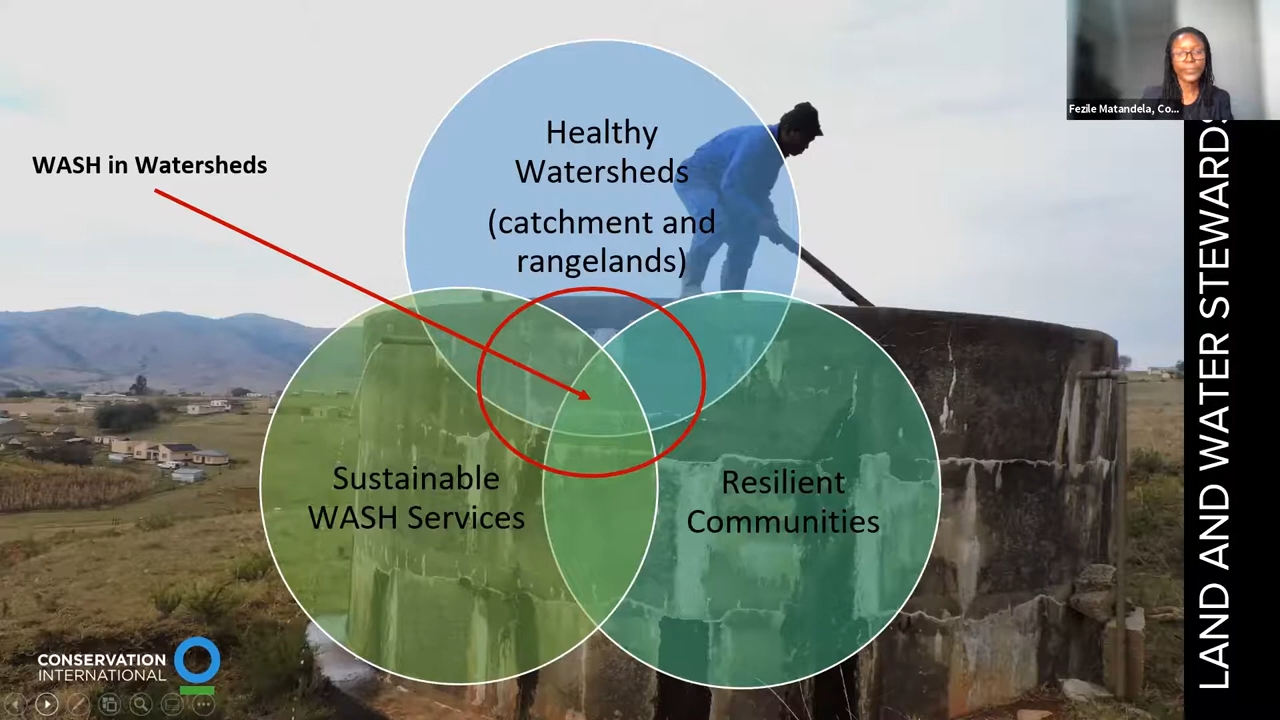 Fezile Matandela, Co...
WASH in Watersheds
Healthy
Watersheds
(catchment and
rangelands)
Sustainable
WASH Services
Resilient
Communities
CONSERVATION
INTERNATIONAL
LAND AND WATER STEWARDS